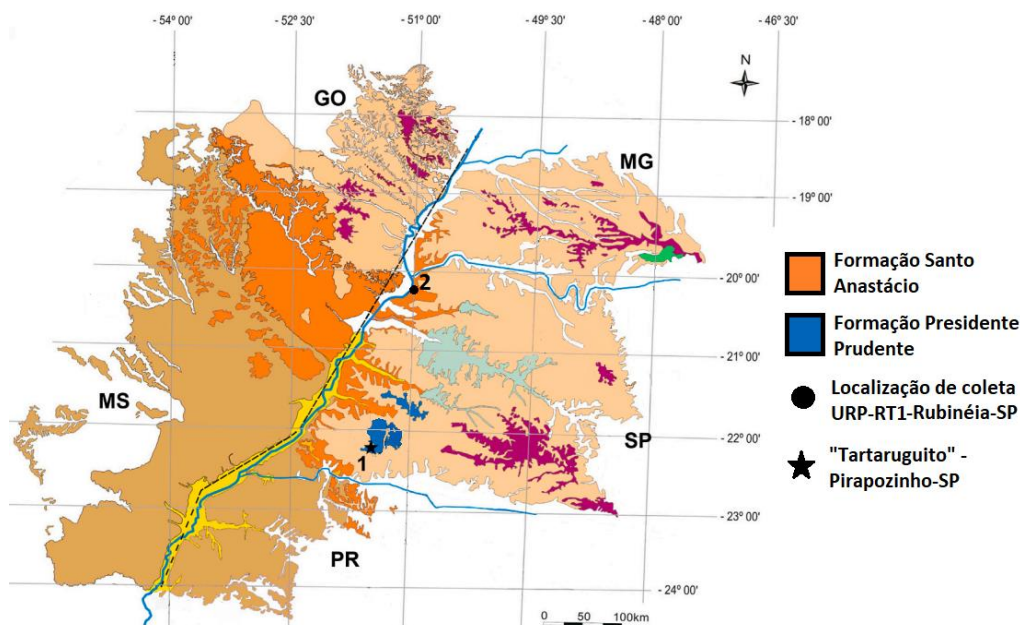 - 54° 00'
- 52° 30'
- 51° 00'
- 49° 30'
- 48° 00'
- 46° 30'
N
GO
- 18° 00'
MG
- 19° 00'
- 20° 00'
2
Formação Santo
Anastácio
Formação Presidente
Prudente
- 21° 00'
Localização de coleta
URP-RT1-Rubinéia-SP
MS
SP
- 22° 00'
1
"Tartaruguito" -
Pirapozinho-SP
- 23° 00'
PR
- 24° 00'
0 50 100km